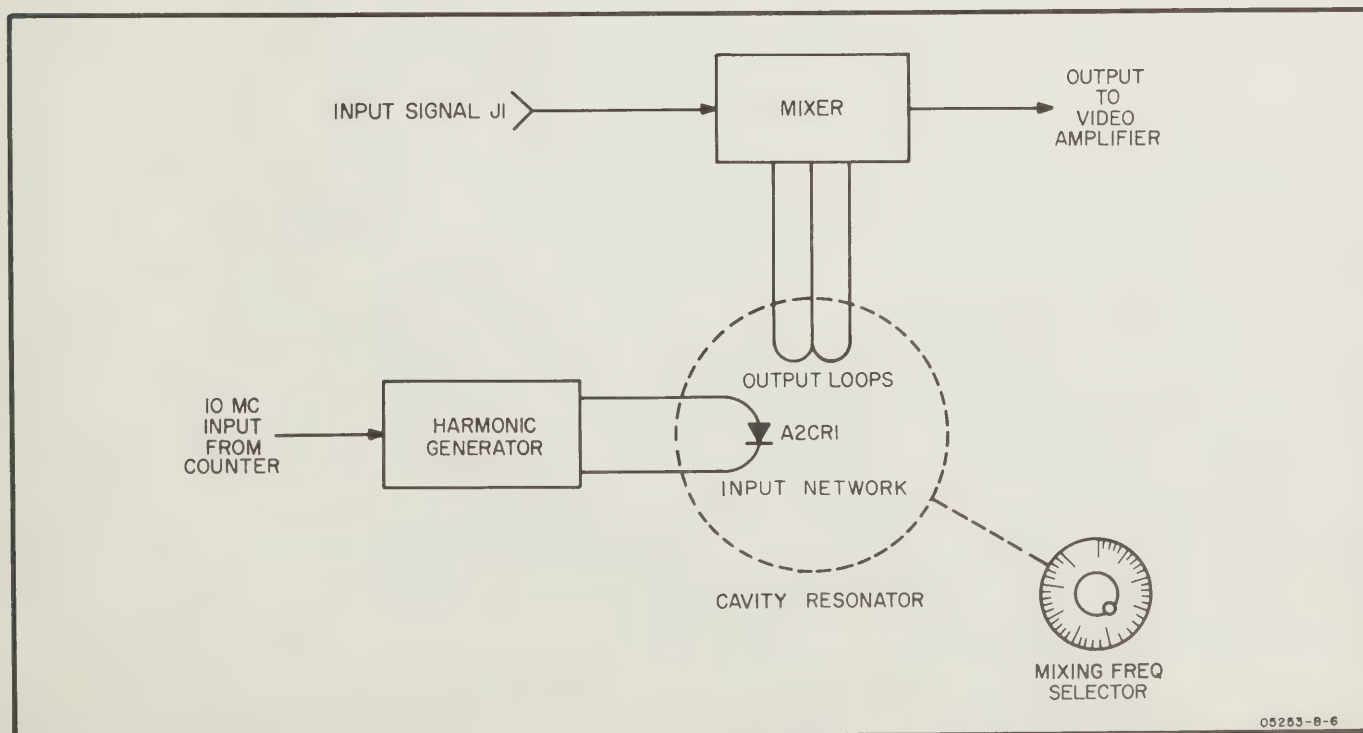 INPUT SIGNAL J1
MIXER
OUTPUT
TO
VIDEO
AMPLIFIER
OUTPUT LOOPS
10 MC
INPUT
FROM
COUNTER
HARMONIC
GENERATOR
A2CR1
INPUT NETWORK
CAVITY RESONATOR
MIXING FREQ
SELECTOR
05253-B-6